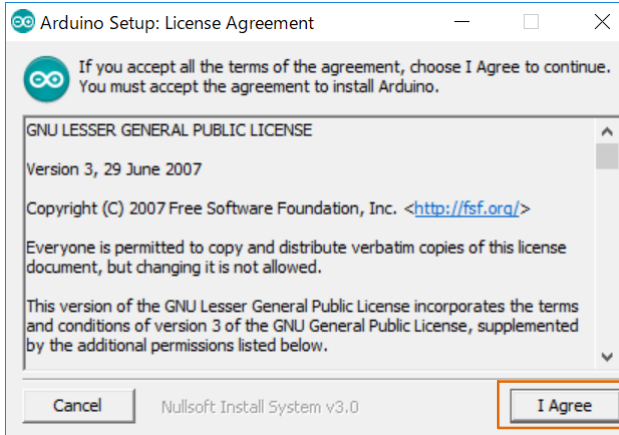 Arduino Setup: License Agreement
If you accept all the terms of the agreement, choose I Agree to continue.
You must accept the agreement to install Arduino.
GNU LESSER GENERAL PUBLIC LICENSE
Version 3, 29 June 2007
Copyright (C) 2007 Free Software Foundation, Inc. <http://fsf.org/>
Everyone is permitted to copy and distribute verbatim copies of this license
document, but changing it is not allowed.
This version of the GNU Lesser General Public License incorporates the terms
and conditions of version 3 of the GNU General Public License, supplemented
by the additional permissions listed below.
Cancel
Nullsoft Install System v3.0
I Agree